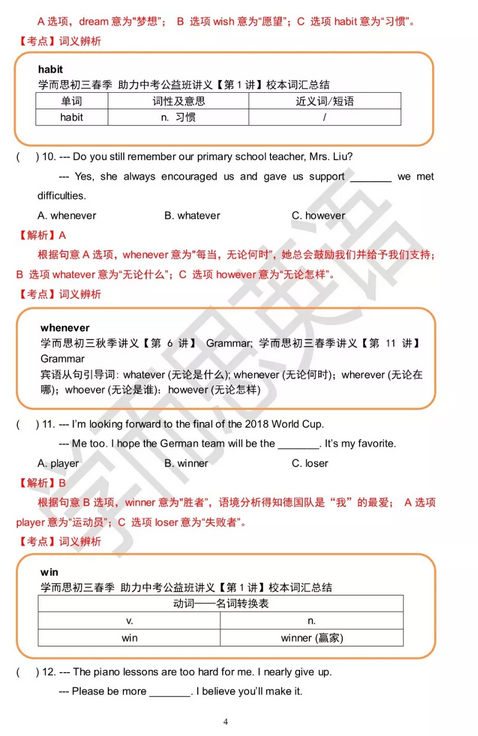 A 选项，dream 意为"梦想"； B 选项 wish 意为"愿望"；C 选项 habit 意为"习惯"。
【考点】词义辨析
habit
学而思初三春季 助力中考公益班讲义【第 1 讲】校本词汇总结
单词 词性及意思 近义词/短语
habit n. 习惯 /
( ) 10. --- Do you still remember our primary school teacher, Mrs. Liu?
--- Yes, she always encouraged us and gave us support _______ we met
difficulties.
A. whenever B. whatever C. however
【解析】A
根据句意 A 选项，whenever 意为"每当，无论何时"，她总会鼓励我们并给予我们支持；
B 选项 whatever 意为"无论什么"；C 选项 however 意为"无论怎样"。
【考点】词义辨析
whenever
学而思初三秋季讲义【第 6 讲】 Grammar; 学而思初三春季讲义【第 11 讲】
Grammar
宾语从句引导词：whatever (无论是什么); whenever (无论何时)；wherever (无论在
哪)；whoever (无论是谁)；however (无论怎样)
( ) 11. --- I'm looking forward to the final of the 2018 World Cup.
--- Me too. I hope the German team will be the _______. It's my favorite.
A. player B. winner C. loser
【解析】B
根据句意 B 选项，winner 意为"胜者"，语境分析得知德国队是"我"的最爱； A 选项
player 意为"运动员"；C 选项 loser 意为"失败者"。
【考点】词义辨析
win
学而思初三春季 助力中考公益班讲义【第 1 讲】校本词汇总结
动词——名词转换表
v. n.
win winner (赢家)
( ) 12. --- The piano lessons are too hard for me. I nearly give up.
--- Please be more _______. I believe you'll make it.
4
学而思英语